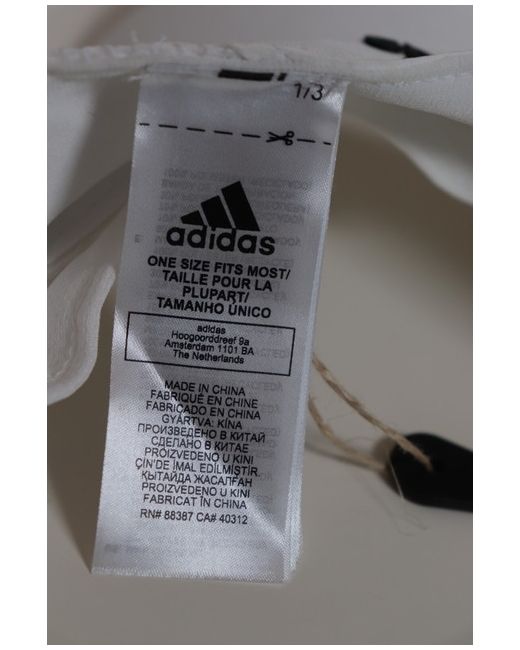 1/3
adidas
ONE SIZE FITS MOST/
TAILLE POUR LA
PLUPART/
TAMANHO ÚNICO
adidas
Hoogoorddreef 9a
Amsterdam 1101 BA
The Netherlands
MADE IN CHINA
FABRIQUÉ EN CHINE
FABRICADO EN CHINA
GYÁRTVA: KÍNA
ПРОИЗВЕДЕНО В КИТАЙ
СДЕЛАНО В КИТАЕ
PROIZVEDENO U KINI
ÇİN'DE İMAL EDİLMİŞTİR.
ҚЫТАЙДА ЖАСАЛҒАН
PROIZVEDENO U KINI
FABRICAT ÎN CHINA
RN# 88387 CA# 40312